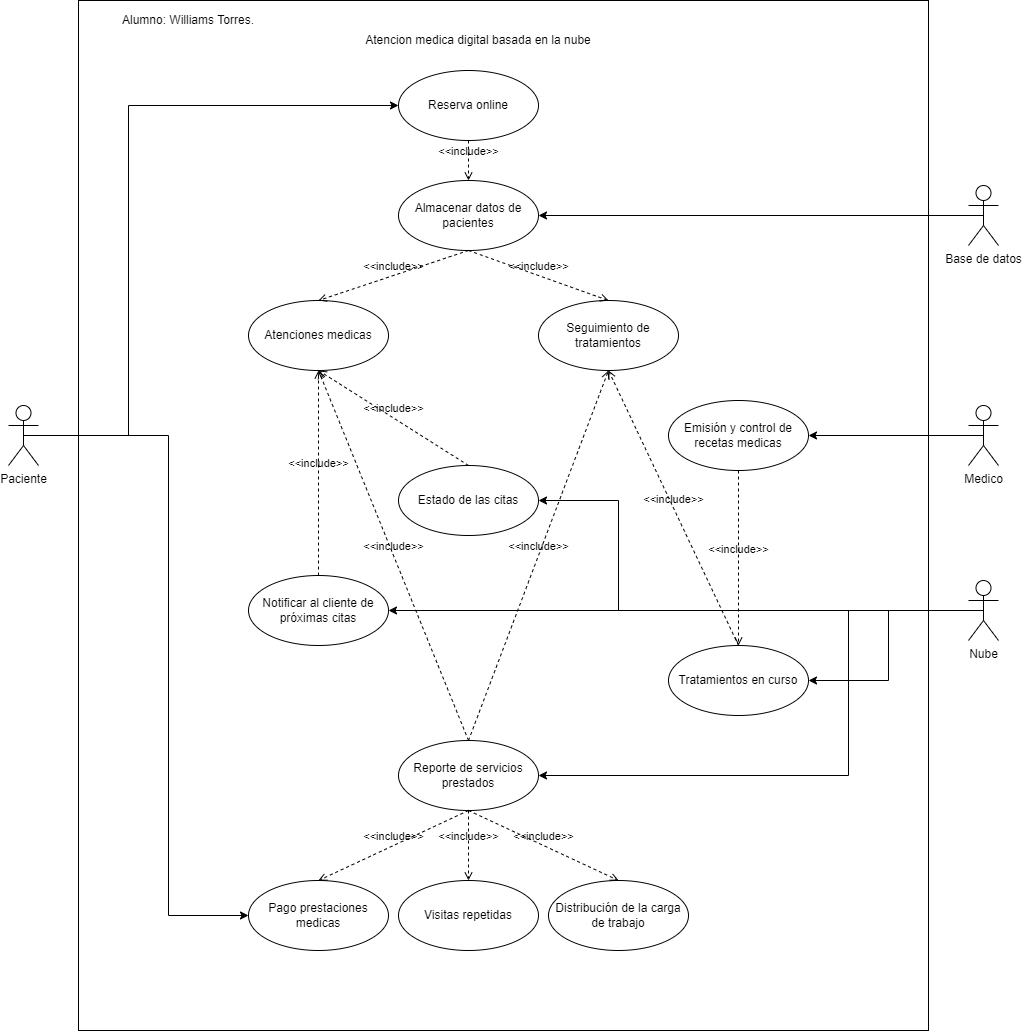 Alumno: Williams Torres.
Atencion medica digital basada en la nube
Reserva online
<<include>>
Almacenar datos de
pacientes
Base de datos
<<include>>
<<include>>
Atenciones medicas
Seguimiento de
tratamientos
<<include>>
Emisión y control de
recetas medicas
Paciente
Medico
<<include>>
Estado de las citas
<<include>>
<<include>>
<<include>>
<<include>>
Notificar al cliente de
próximas citas
Nube
Tratamientos en curso
Reporte de servicios
prestados
<<include>>
<<include>>
<<include>>
Pago prestaciones
medicas
Visitas repetidas
Distribución de la carga
de trabajo